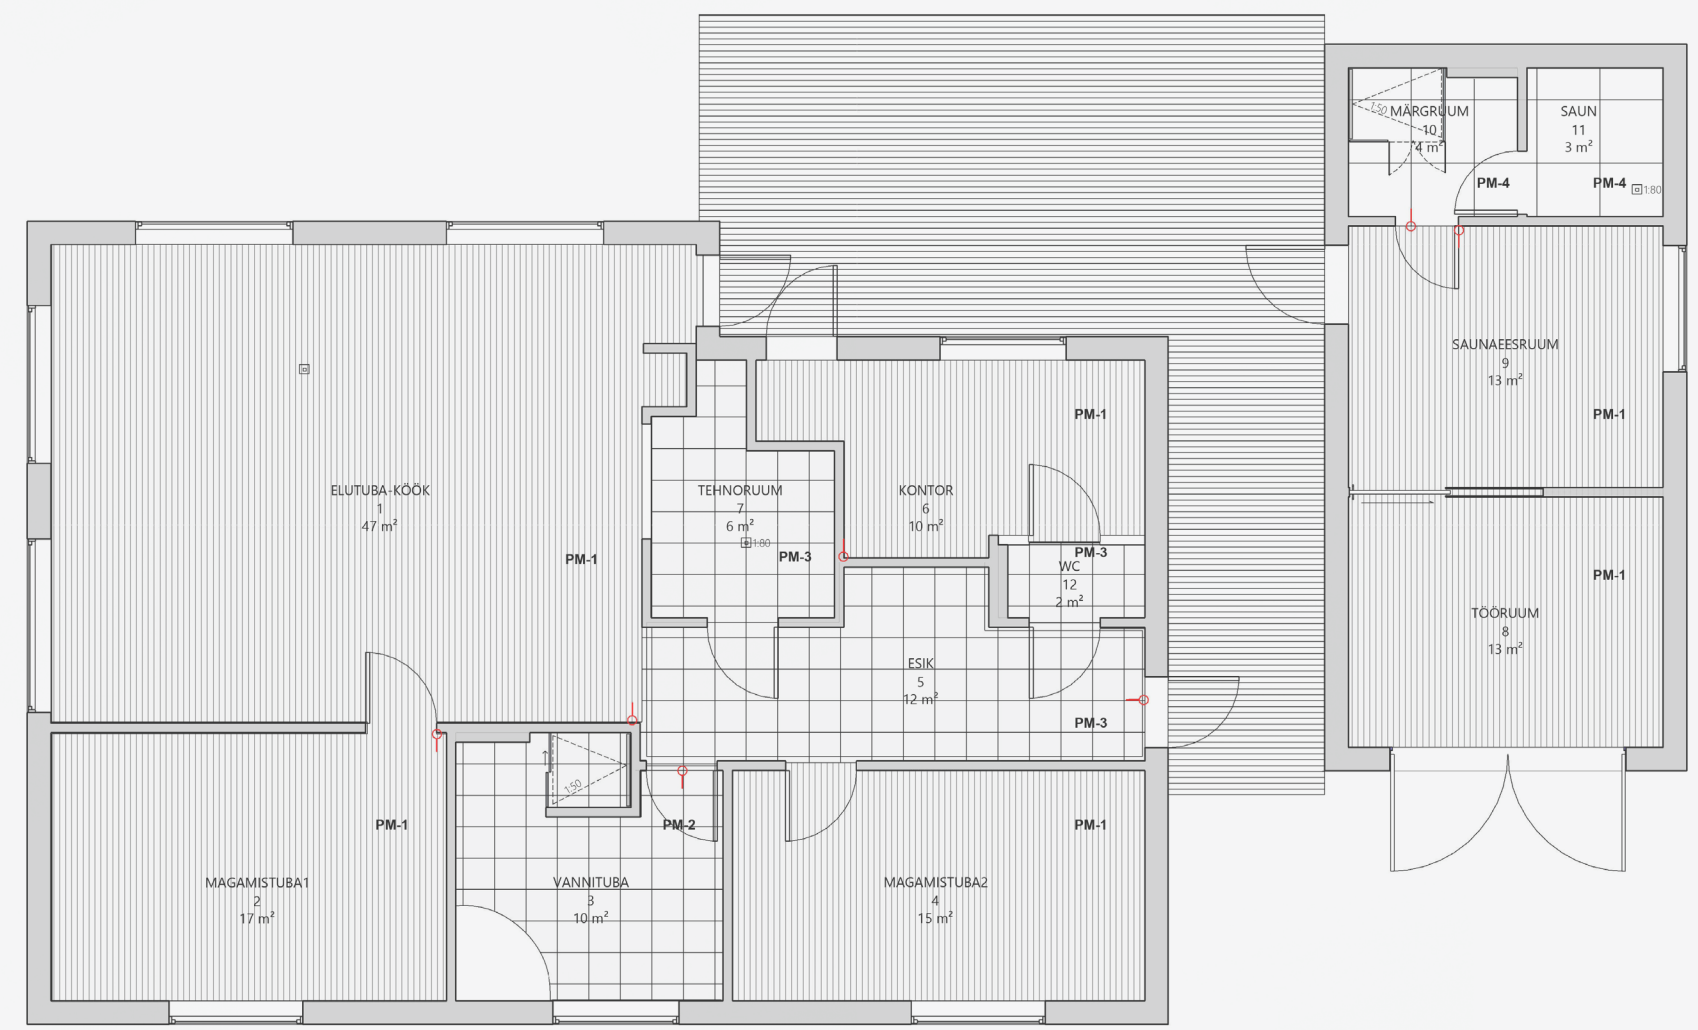 1:50
MÄRGRUUM
10
4 m²
PM-4
SAUN
11
3 m²
PM-4
1:80
SAUNAEESRUUM
9
13 m²
PM-1
ELUTUBA-KÖÖK
1
47 m²
PM-1
TEHNORUUM
7
6 m²
1:80
PM-3
KONTOR
6
10 m²
PM-1
PM-3
WC
12
2 m²
PM-1
TÖÖRUUM
8
13 m²
ESIK
5
12 m²
PM-3
PM-1
MAGAMISTUBA1
2
17 m²
1:50
PM-2
VANNITUBA
3
10 m²
PM-1
MAGAMISTUBA2
4
15 m²